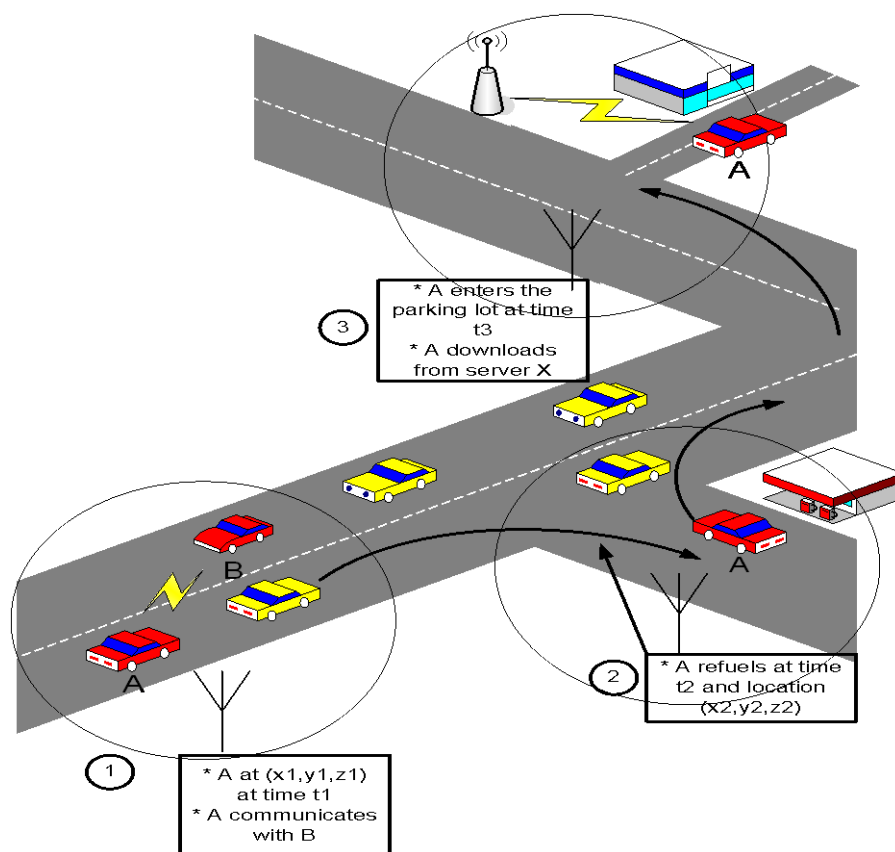 A
* A enters the
parking lot at time
t3
* A downloads
from server X
3
B
A
A
* A refuels at time
t2 and location
(x2,y2,z2)
2
1
* A at (x1,y1,z1)
at time t1
* A communicates
with B